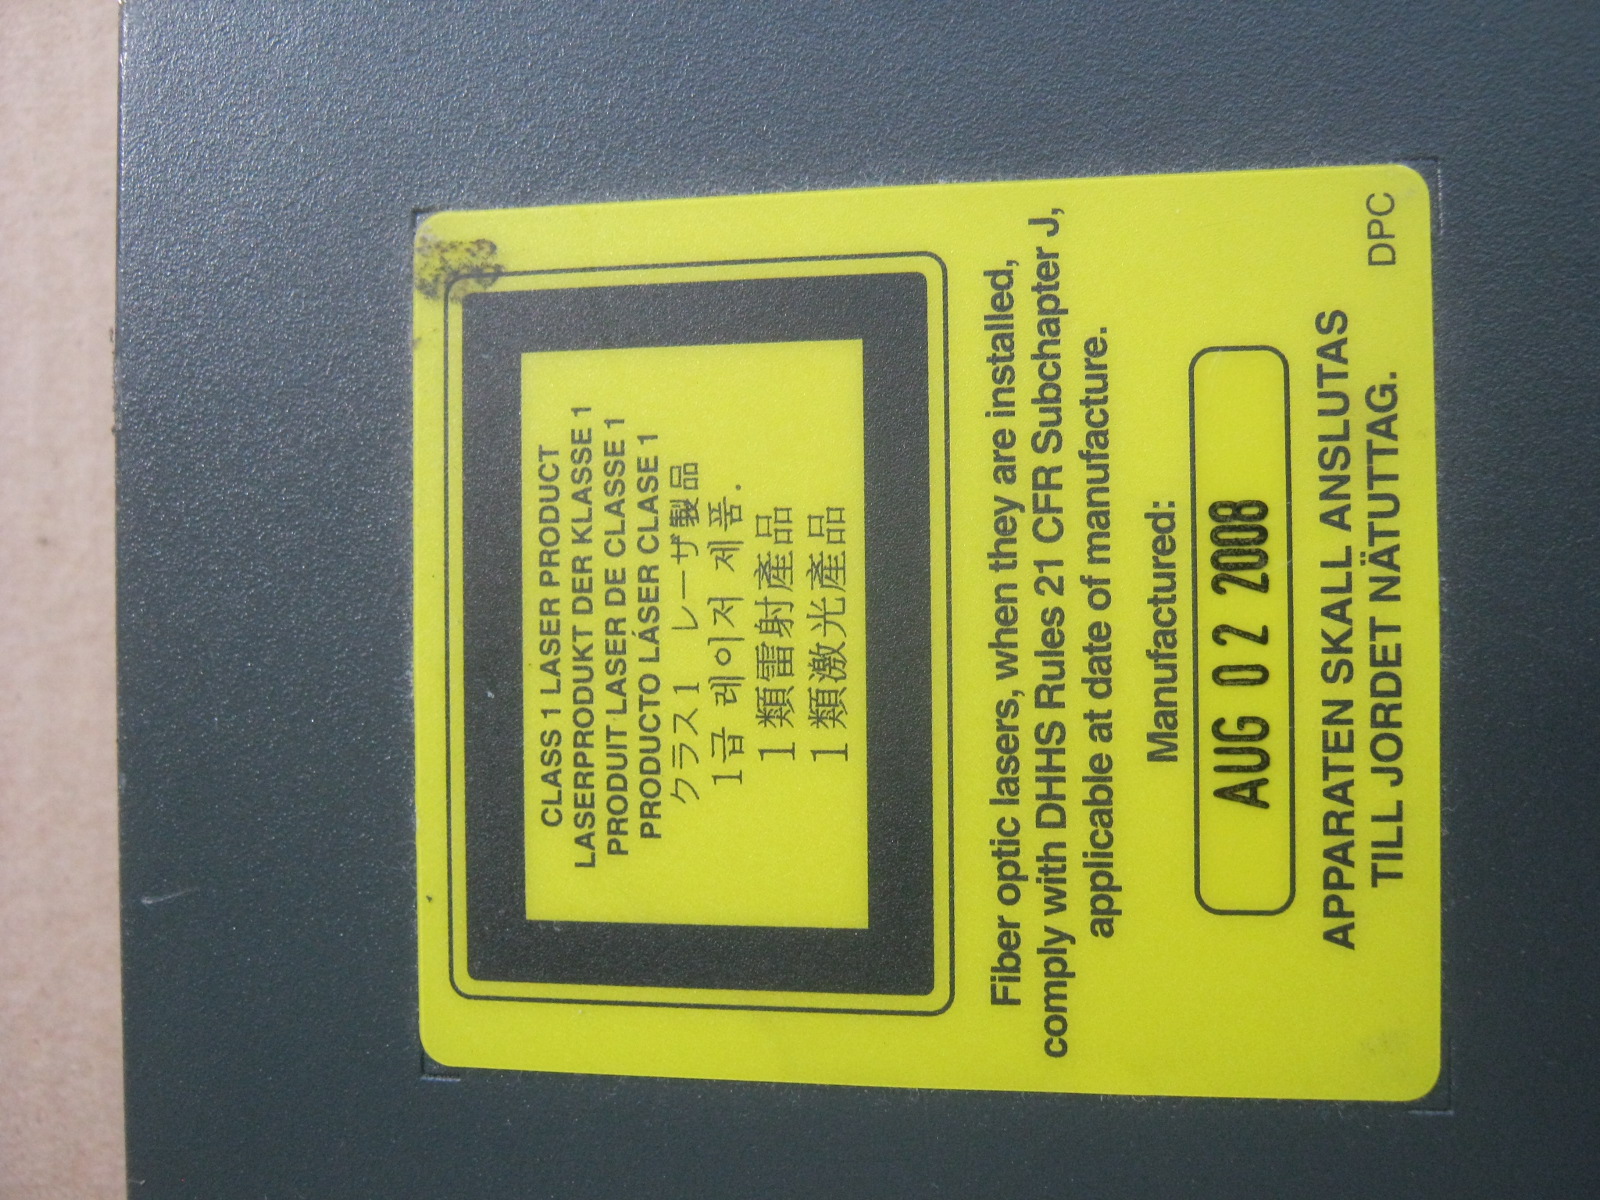 CLASS 1 LASER PRODUCT
LASERPRODUKT DER KLASSE 1
PRODUIT LASER DE CLASSE 1
PRODUCTO LÁSER CLASE 1
クラス1 レーザ製品
1급 레이저 제품.
1類雷射產品
1類激光產品
Fiber optic lasers, when they are installed,
comply with DHHS Rules 21 CFR Subchapter J,
applicable at date of manufacture.
Manufactured:
AUG 02 2008
APPARATEN SKALL ANSLUTAS
TILL JORDET NÄTUTTAG.
DPC